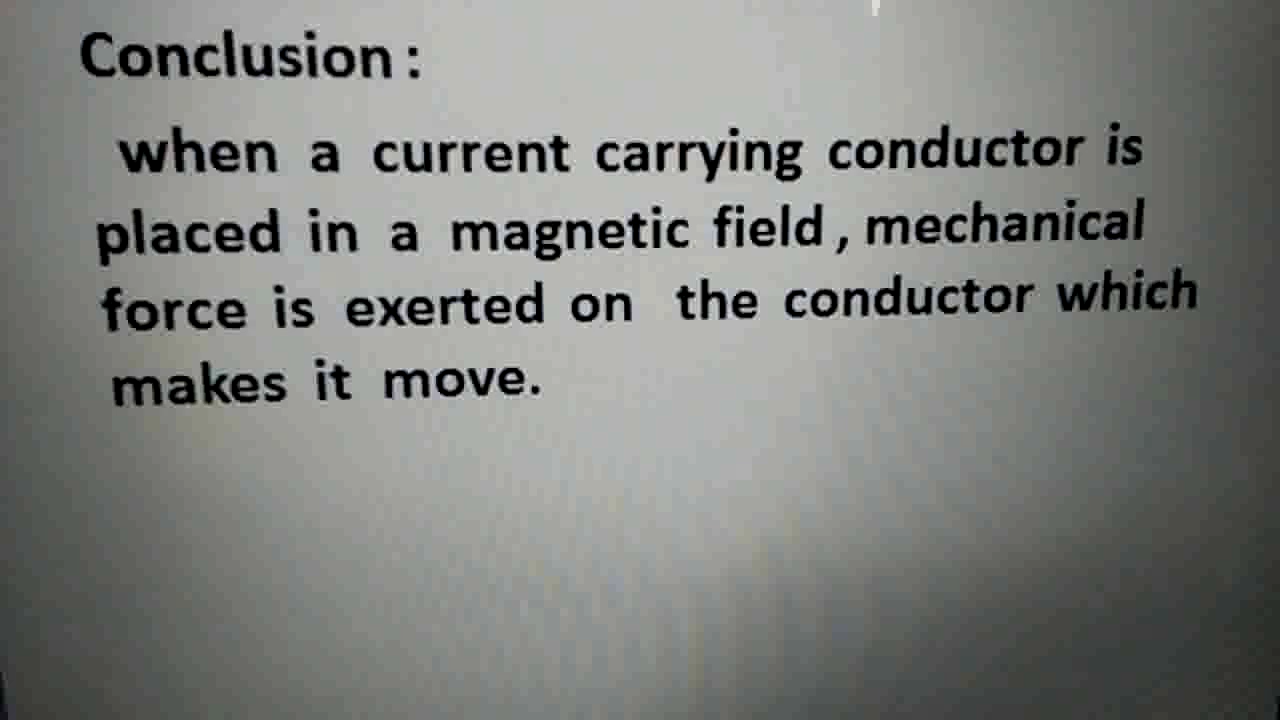 Conclusion :
when a current carrying conductor is
placed in a magnetic field , mechanical
force is exerted on the conductor which
makes it move.